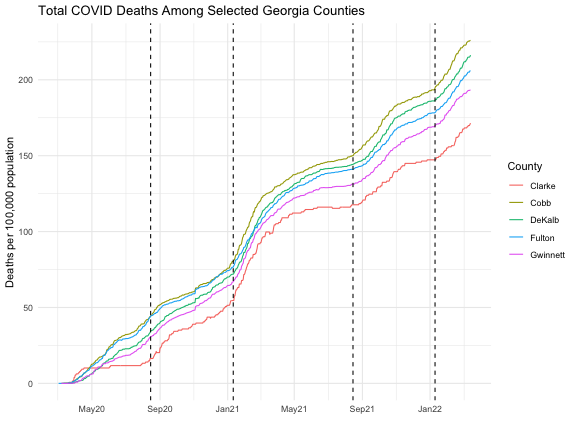 Total COVID Deaths Among Selected Georgia Counties
Deaths per 100,000 population
200
150
100
50
0
May20 Sep20 Jan21 May21 Sep21 Jan22
County
Clarke
Cobb
DeKalb
Fulton
Gwinnett